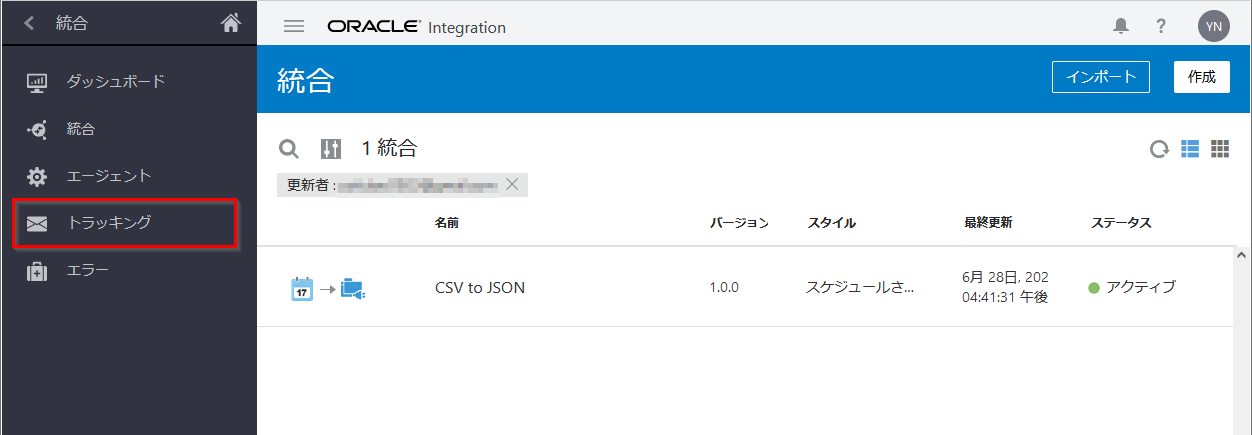 統合
ダッシュボード
統合
エージェント
トラッキング
エラー
ORACLE Integration
? YN
統合
インポート 作成
1 統合
更新者 :
名前 バージョン スタイル 最終更新 ステータス
17 CSV to JSON 1.0.0 スケジュールさ... 6月 28日, 202 アクティブ
04:41:31 午後